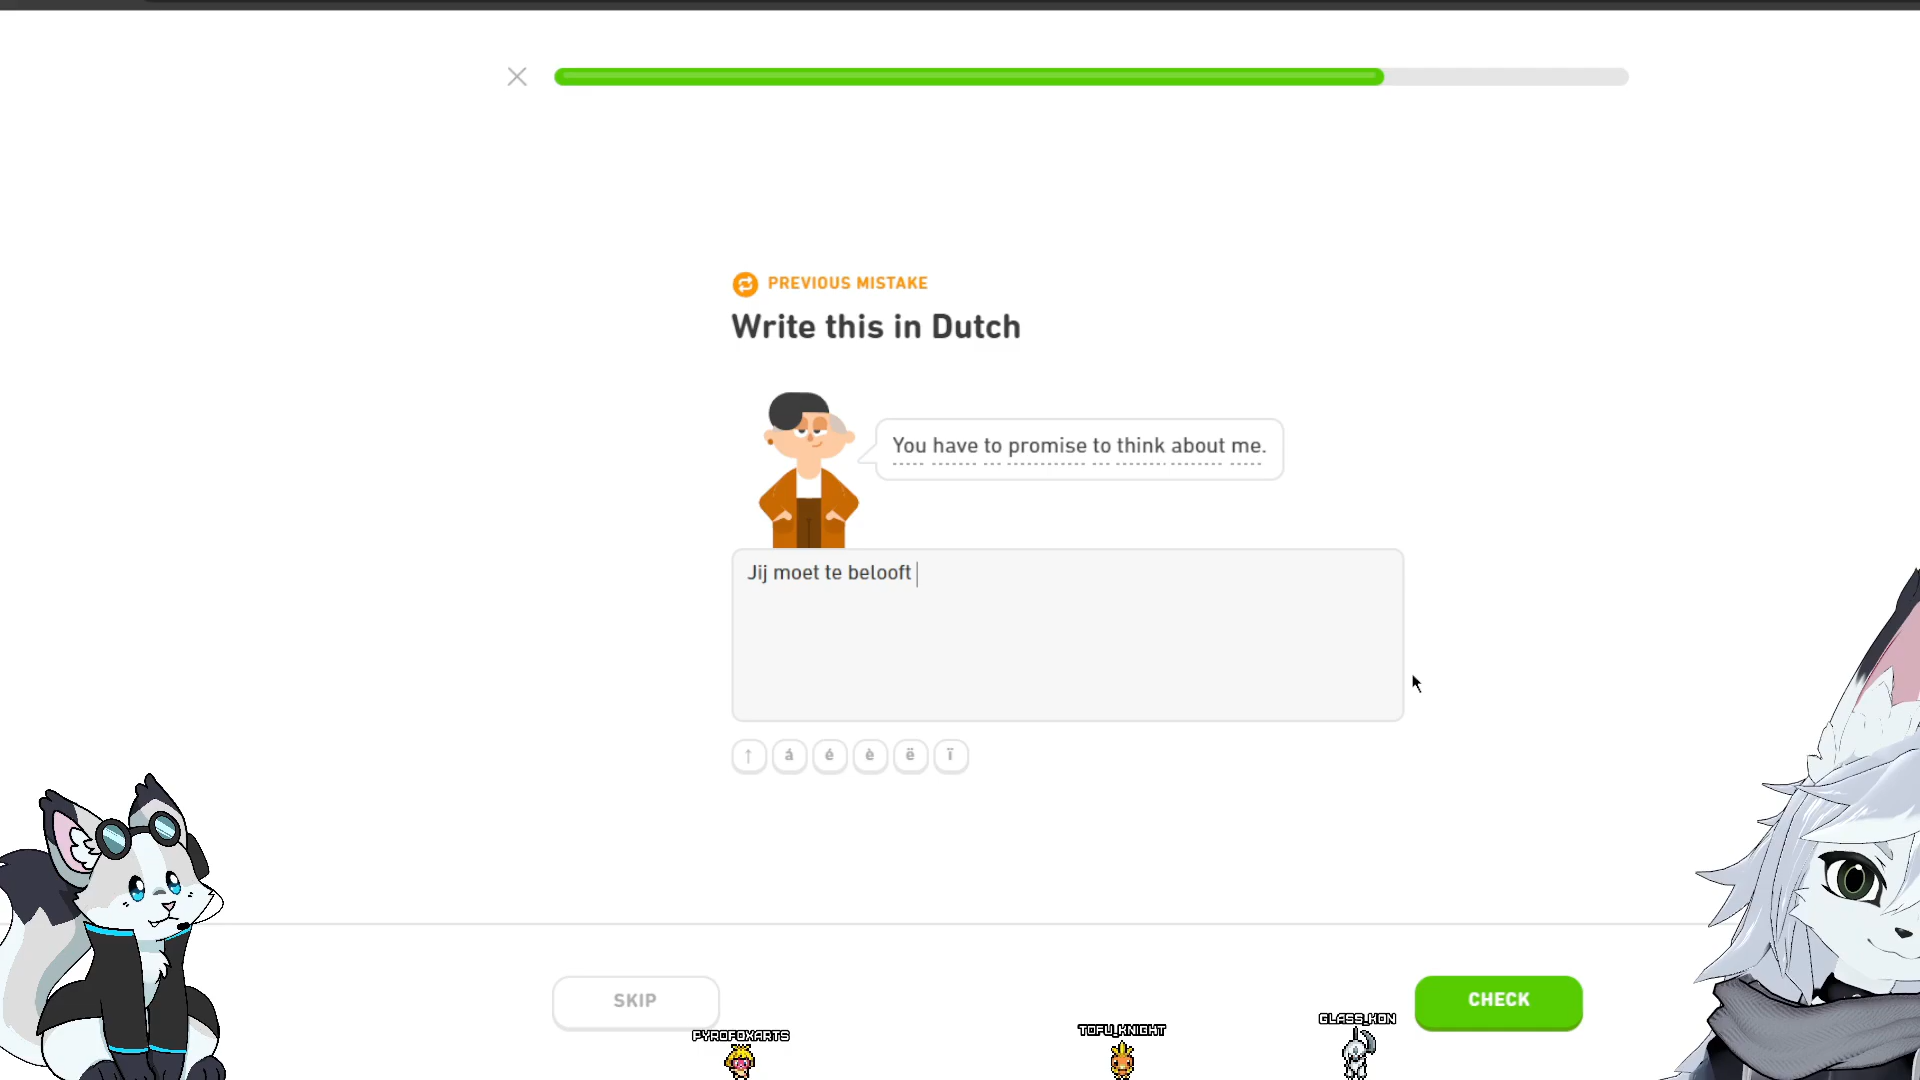 PREVIOUS MISTAKE
Write this in Dutch
You have to promise to think about me.
Jij moet te belooft
↑ á é è ë ï
SKIP
CHECK
PYROFOXARTS
TOFU_KNIGHT
GLASS_KON